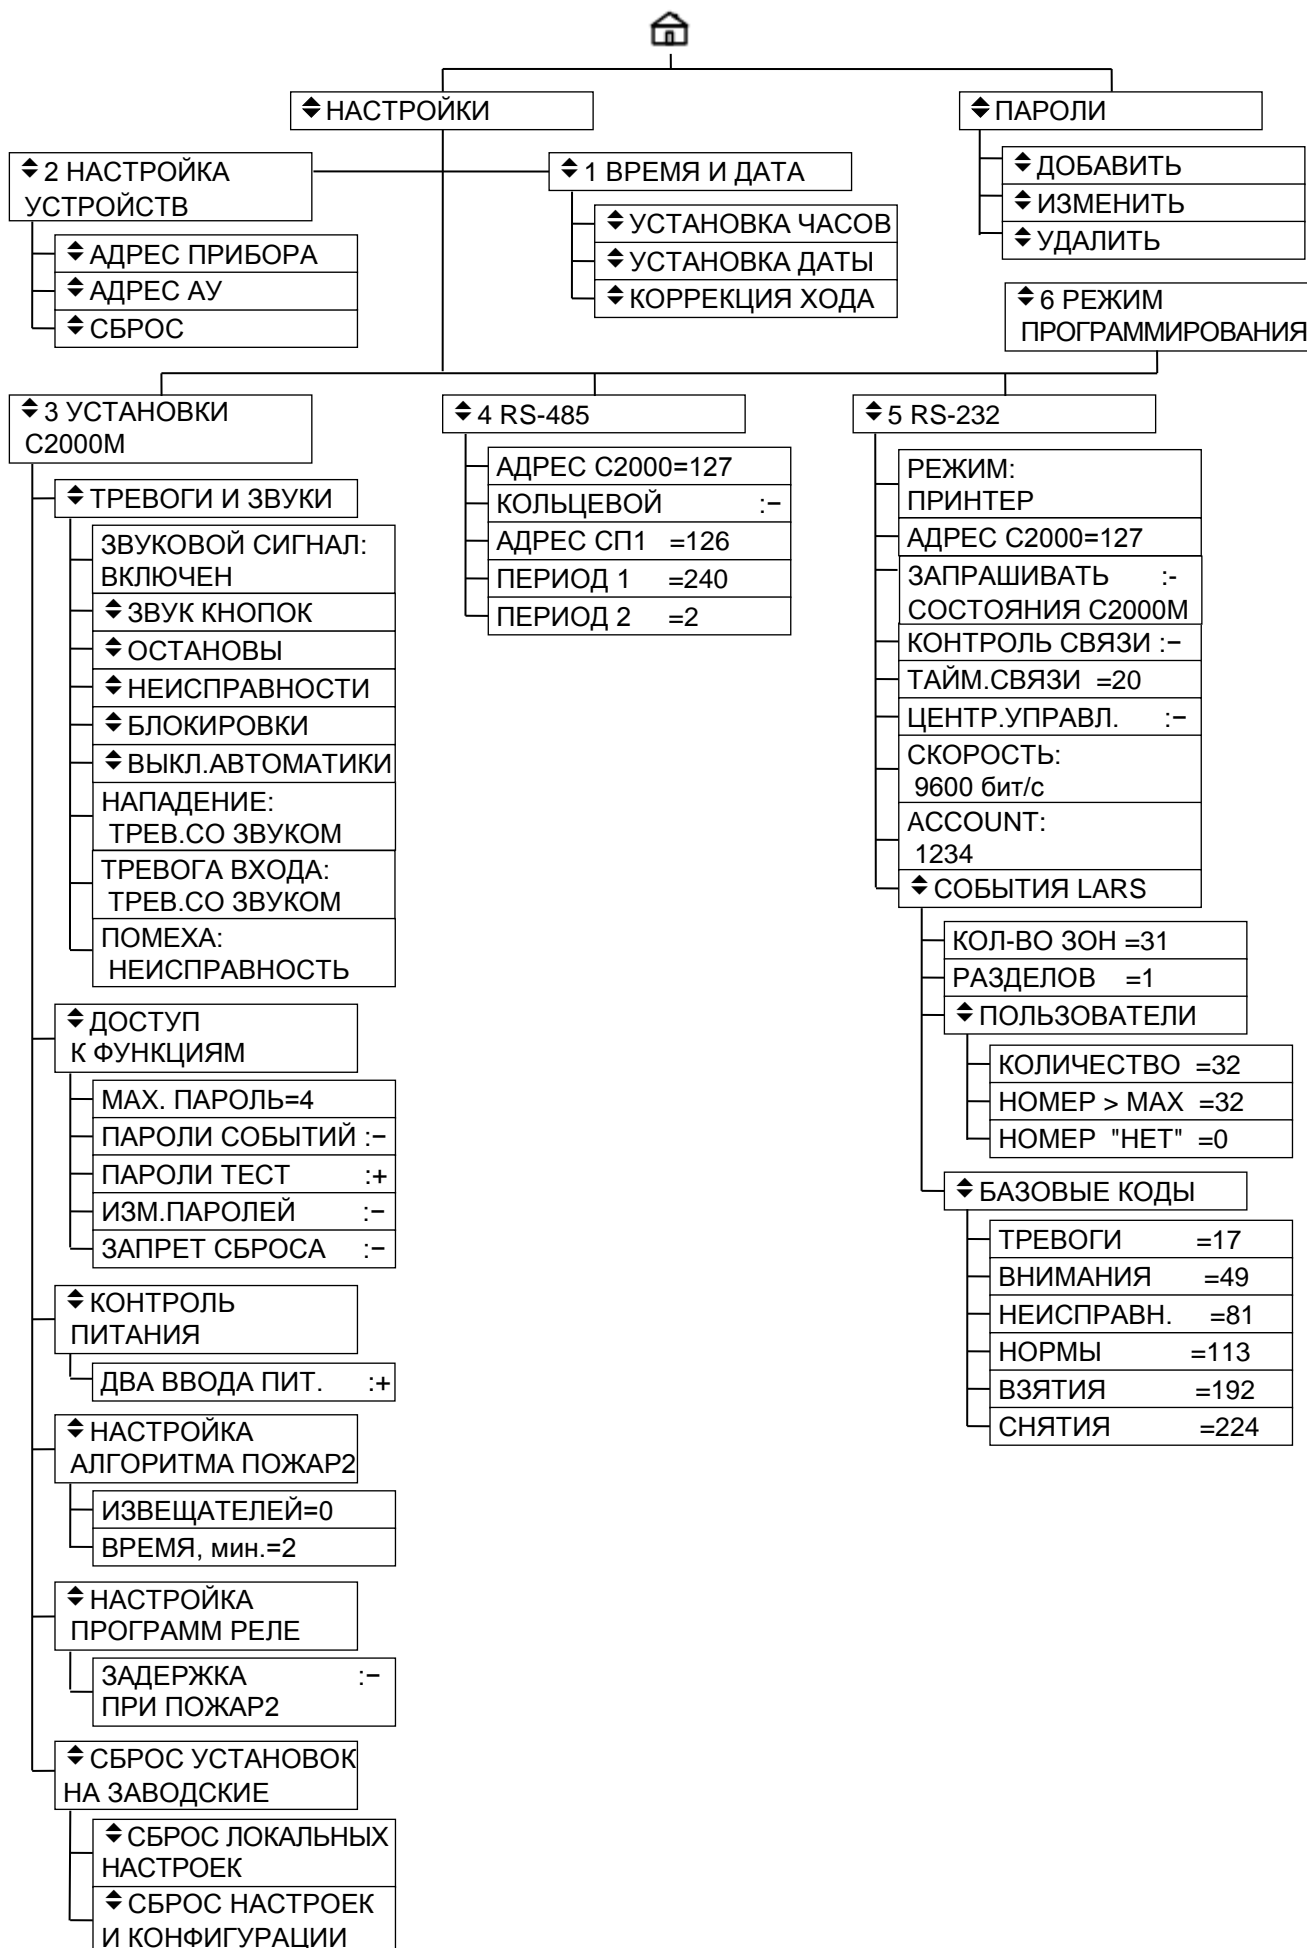 НАСТРОЙКИ
ПАРОЛИ
ДОБАВИТЬ
ИЗМЕНИТЬ
УДАЛИТЬ
2 НАСТРОЙКА
УСТРОЙСТВ
АДРЕС ПРИБОРА
АДРЕС АУ
СБРОС
1 ВРЕМЯ И ДАТА
УСТАНОВКА ЧАСОВ
УСТАНОВКА ДАТЫ
КОРРЕКЦИЯ ХОДА
6 РЕЖИМ
ПРОГРАММИРОВАНИЯ
3 УСТАНОВКИ
С2000М
ТРЕВОГИ И ЗВУКИ
ЗВУКОВОЙ СИГНАЛ:
ВКЛЮЧЕН
ЗВУК КНОПОК
ОСТАНОВЫ
НЕИСПРАВНОСТИ
БЛОКИРОВКИ
ВЫКЛ.АВТОМАТИКИ
НАПАДЕНИЕ:
ТРЕВ.СО ЗВУКОМ
ТРЕВОГА ВХОДА:
ТРЕВ.СО ЗВУКОМ
ПОМЕХА:
НЕИСПРАВНОСТЬ
ДОСТУП
К ФУНКЦИЯМ
МАХ. ПАРОЛЬ=4
ПАРОЛИ СОБЫТИЙ :−
ПАРОЛИ ТЕСТ :+
ИЗМ.ПАРОЛЕЙ :−
ЗАПРЕТ СБРОСА :−
КОНТРОЛЬ
ПИТАНИЯ
ДВА ВВОДА ПИТ. :+
НАСТРОЙКА
АЛГОРИТМА ПОЖАР2
ИЗВЕЩАТЕЛЕЙ=0
ВРЕМЯ, мин.=2
НАСТРОЙКА
ПРОГРАММ РЕЛЕ
ЗАДЕРЖКА :−
ПРИ ПОЖАР2
СБРОС УСТАНОВОК
НА ЗАВОДСКИЕ
СБРОС ЛОКАЛЬНЫХ
НАСТРОЕК
СБРОС НАСТРОЕК
И КОНФИГУРАЦИИ
4 RS-485
АДРЕС С2000=127
КОЛЬЦЕВОЙ :−
АДРЕС СП1 =126
ПЕРИОД 1 =240
ПЕРИОД 2 =2
5 RS-232
РЕЖИМ:
ПРИНТЕР
АДРЕС С2000=127
ЗАПРАШИВАТЬ :-
СОСТОЯНИЯ С2000М
КОНТРОЛЬ СВЯЗИ :−
ТАЙМ.СВЯЗИ =20
ЦЕНТР.УПРАВЛ. :−
СКОРОСТЬ:
9600 бит/с
ACCOUNT:
1234
СОБЫТИЯ LARS
КОЛ-ВО ЗОН =31
РАЗДЕЛОВ =1
ПОЛЬЗОВАТЕЛИ
КОЛИЧЕСТВО =32
НОМЕР > МАХ =32
НОМЕР "НЕТ" =0
БАЗОВЫЕ КОДЫ
ТРЕВОГИ =17
ВНИМАНИЯ =49
НЕИСПРАВН. =81
НОРМЫ =113
ВЗЯТИЯ =192
СНЯТИЯ =224